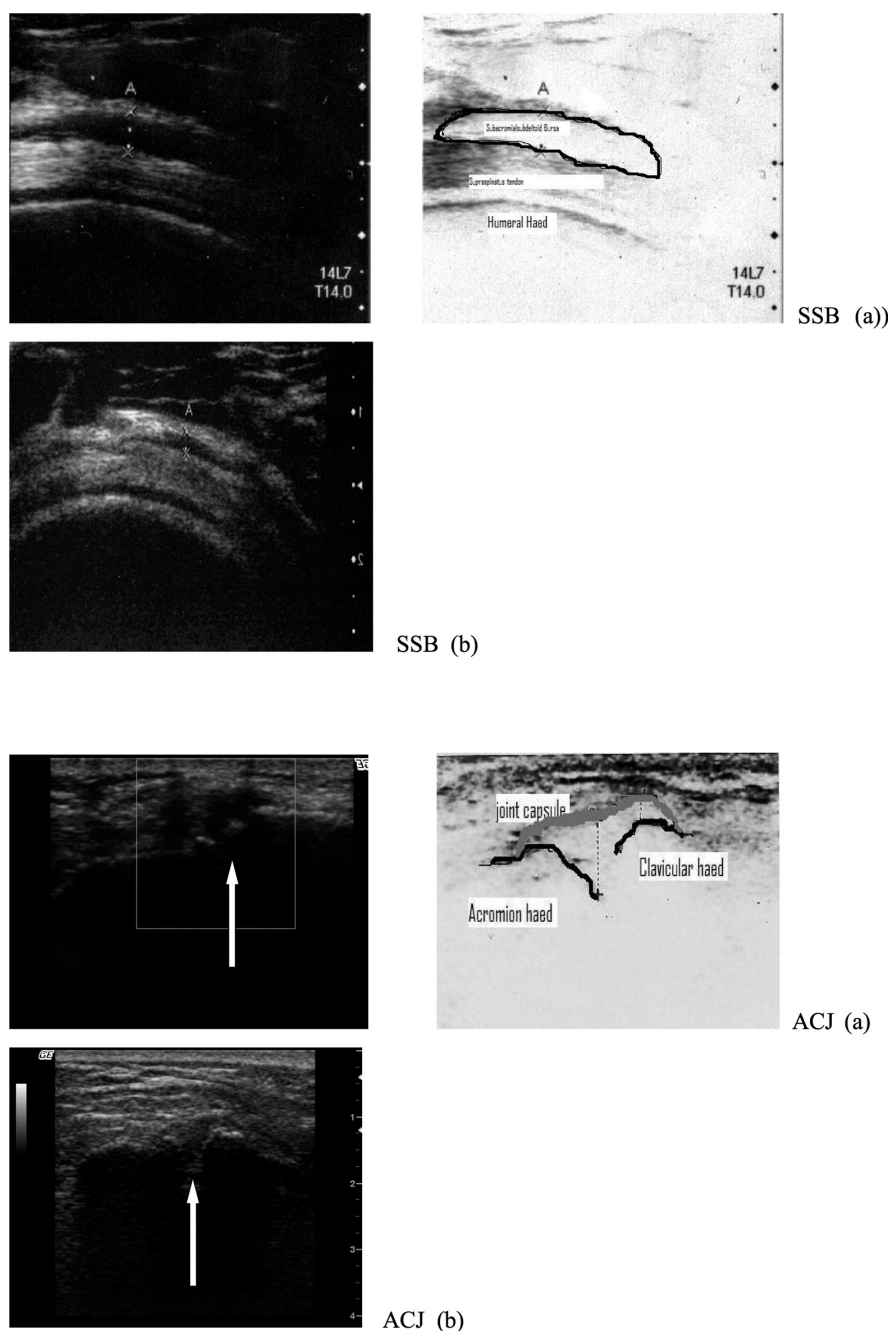 A
14L7
T14.0
A
Subacromialsubdeltoid Bursa
Supraspinatus tendon
Humeral Haed
14L7
T14.0
SSB (a))
A
1
2
SSB (b)
joint capsule
Clavicular haed
Acromion haed
ACJ (a)
GE
1
2
3
4
ACJ (b)